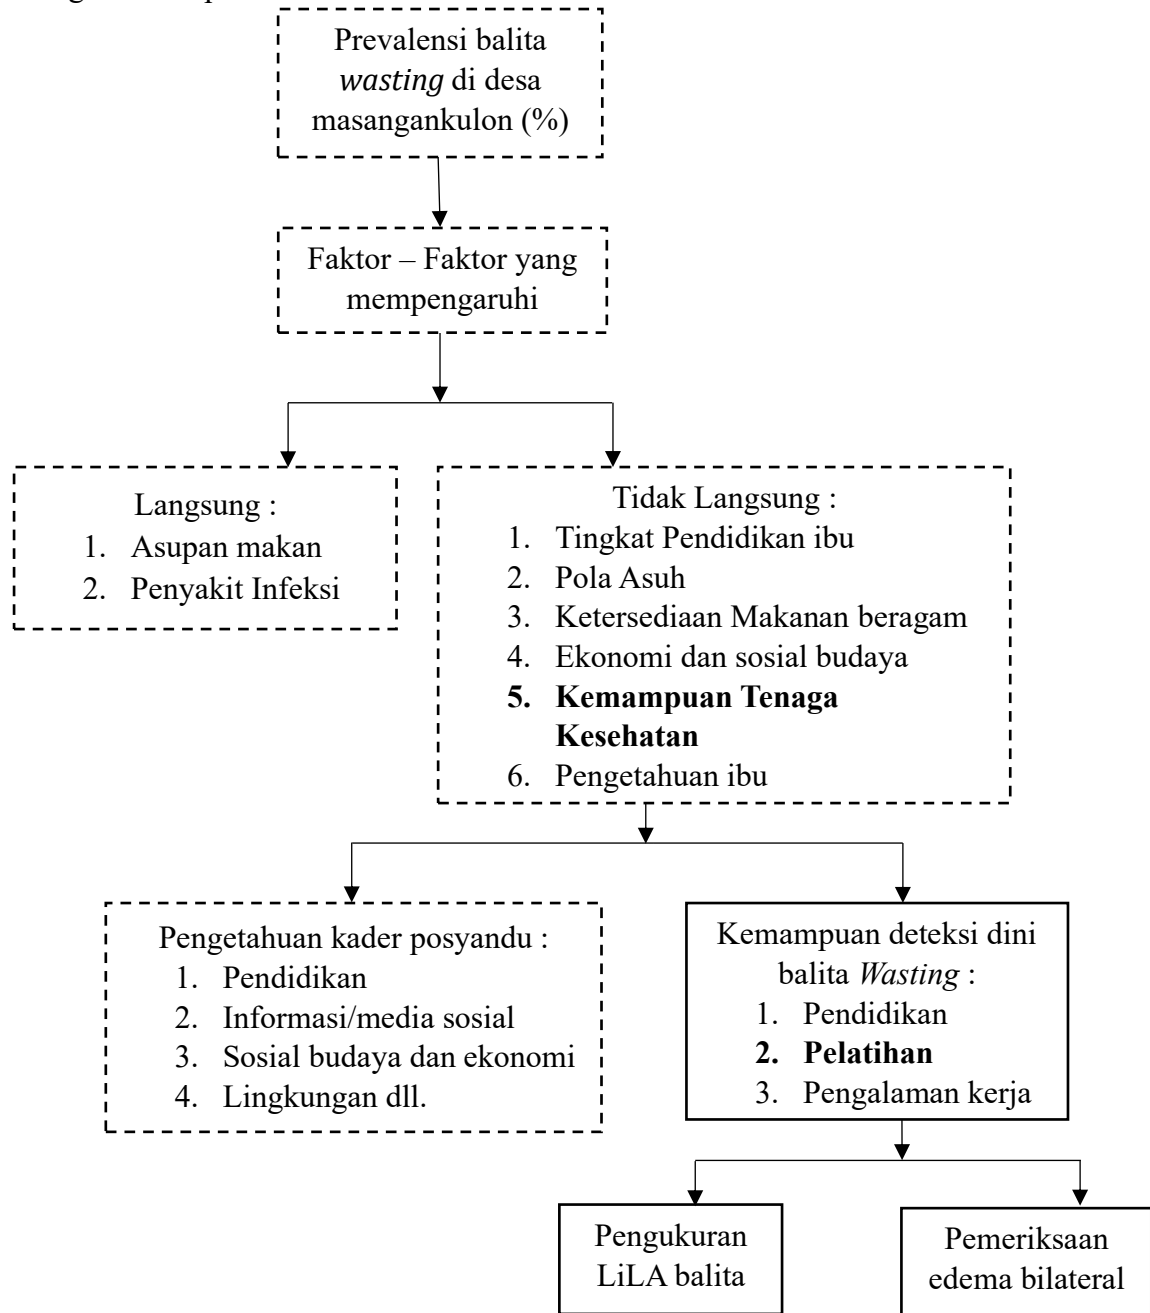 Prevalensi balita
wasting di desa
masangankulon (%)
Faktor – Faktor yang
mempengaruhi
Langsung :
1. Asupan makan
2. Penyakit Infeksi
Tidak Langsung :
1. Tingkat Pendidikan ibu
2. Pola Asuh
3. Ketersediaan Makanan beragam
4. Ekonomi dan sosial budaya
5. Kemampuan Tenaga
Kesehatan
6. Pengetahuan ibu
Pengetahuan kader posyandu :
1. Pendidikan
2. Informasi/media sosial
3. Sosial budaya dan ekonomi
4. Lingkungan dll.
Kemampuan deteksi dini
balita Wasting :
1. Pendidikan
2. Pelatihan
3. Pengalaman kerja
Pengukuran
LiLA balita
Pemeriksaan
edema bilateral